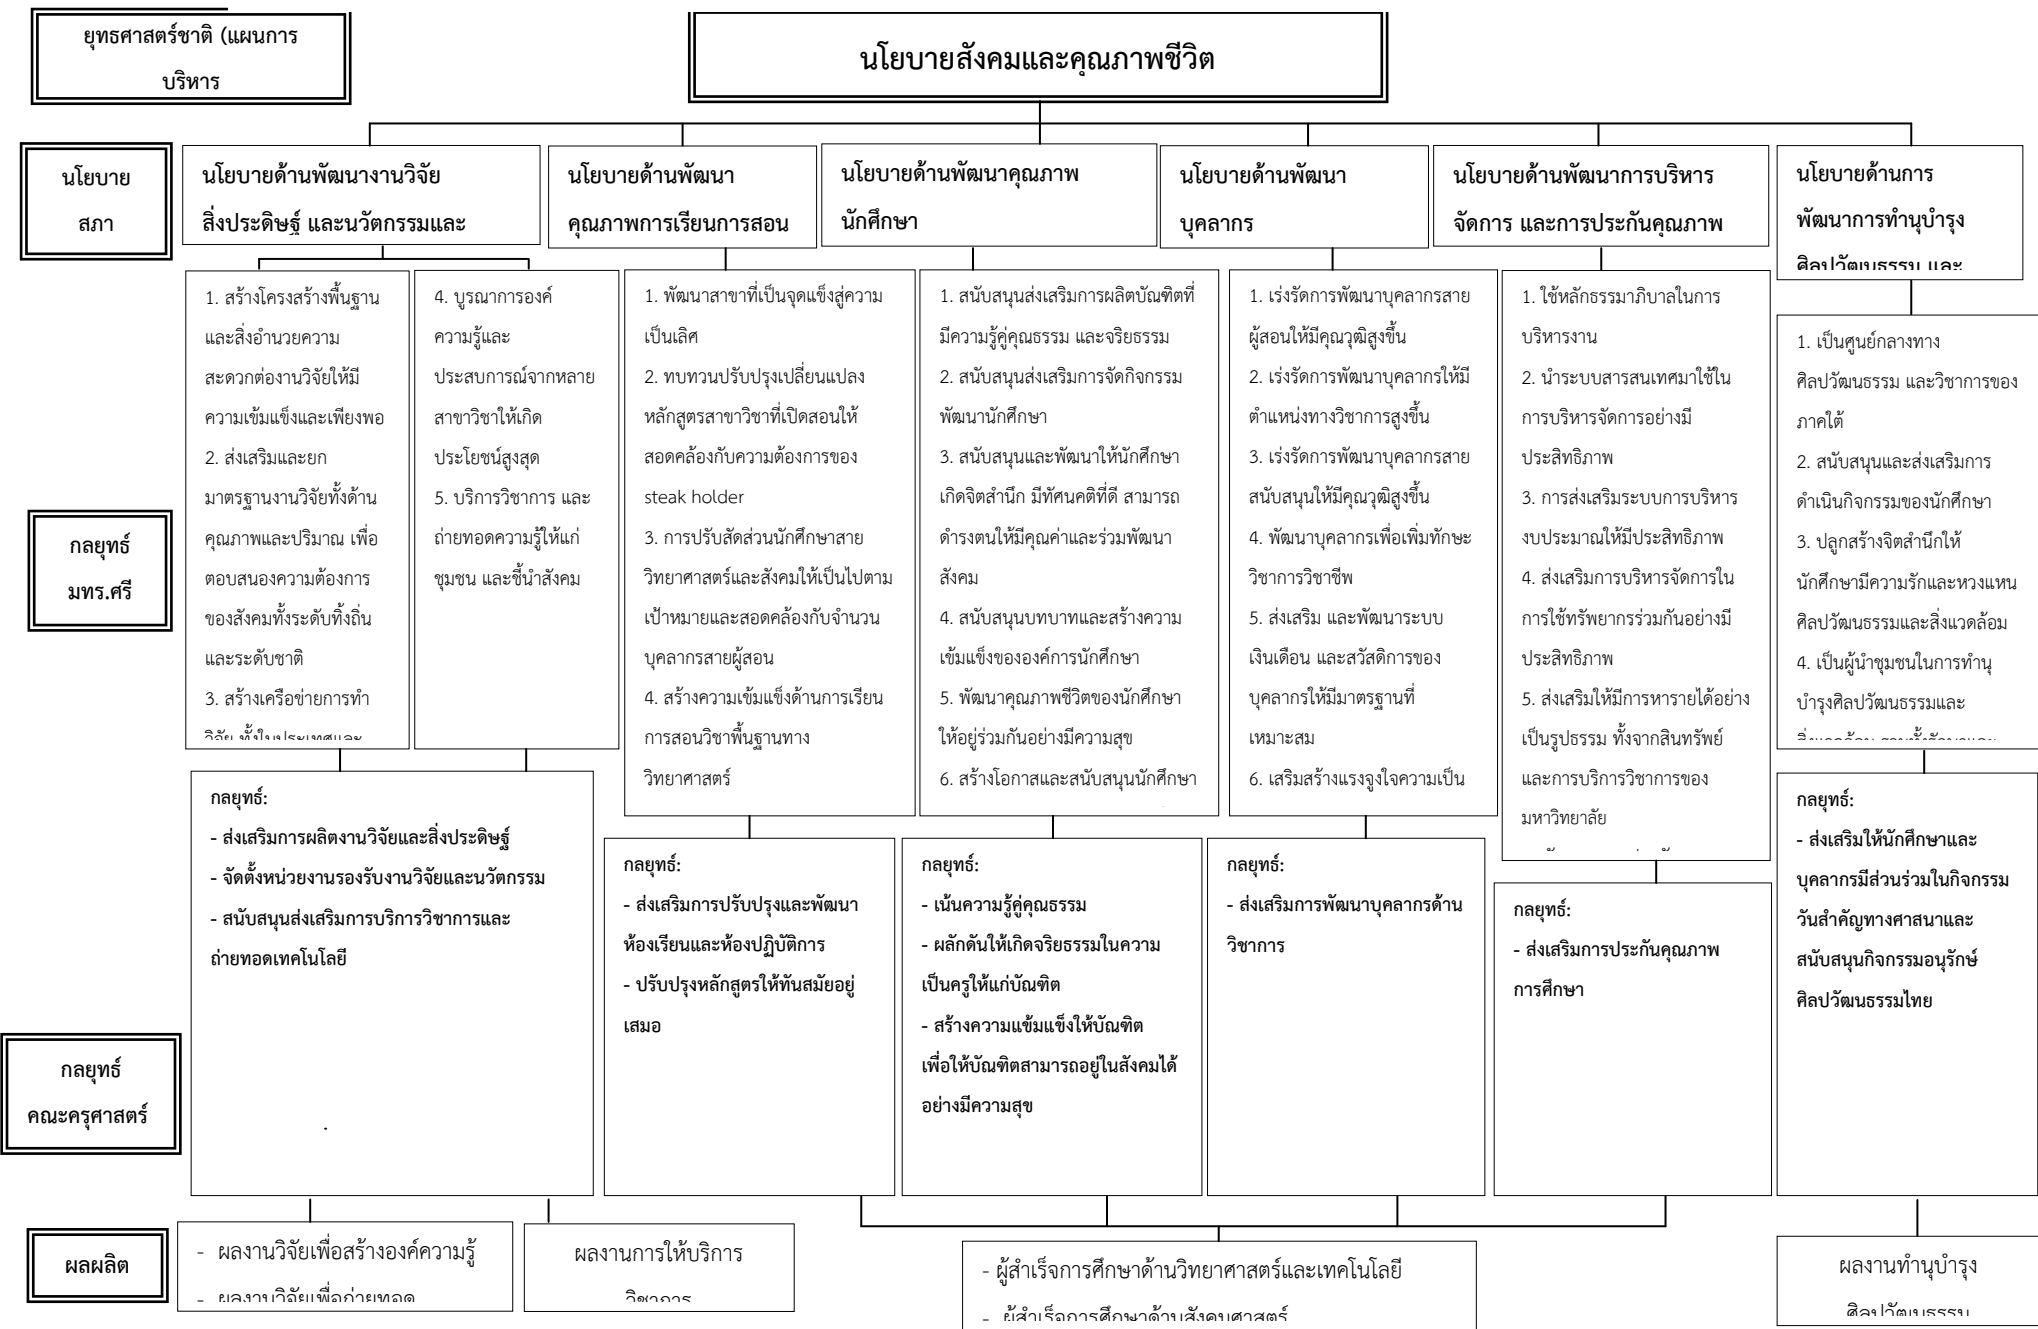 ยุทธศาสตร์ชาติ (แผนการ
บริหาร
นโยบายสังคมและคุณภาพชีวิต
นโยบาย
สภา
นโยบายด้านพัฒนางานวิจัย
สิ่งประดิษฐ์ และนวัตกรรมและ
นโยบายด้านพัฒนา
คุณภาพการเรียนการสอน
นโยบายด้านพัฒนาคุณภาพ
นักศึกษา
นโยบายด้านพัฒนา
บุคลากร
นโยบายด้านพัฒนาการบริหาร
จัดการ และการประกันคุณภาพ
นโยบายด้านการ
พัฒนาการทำนุบำรุง
ศิลปวัฒนธรรม และ
กลยุทธ์
มทร.ศรี
1. สร้างโครงสร้างพื้นฐาน
และสิ่งอำนวยความ
สะดวกต่องานวิจัยให้มี
ความเข้มแข็งและเพียงพอ
2. ส่งเสริมและยก
มาตรฐานงานวิจัยทั้งด้าน
คุณภาพและปริมาณ เพื่อ
ตอบสนองความต้องการ
ของสังคมทั้งระดับทิ้งถิ่น
และระดับชาติ
3. สร้างเครือข่ายการทำ
วิจัย ทั้งในประเทศและ
4. บูรณาการองค์
ความรู้และ
ประสบการณ์จากหลาย
สาขาวิชาให้เกิด
ประโยชน์สูงสุด
5. บริการวิชาการ และ
ถ่ายทอดความรู้ให้แก่
ชุมชน และชี้นำสังคม
1. พัฒนาสาขาที่เป็นจุดแข็งสู่ความ
เป็นเลิศ
2. ทบทวนปรับปรุงเปลี่ยนแปลง
หลักสูตรสาขาวิชาที่เปิดสอนให้
สอดคล้องกับความต้องการของ
steak holder
3. การปรับสัดส่วนนักศึกษาสาย
วิทยาศาสตร์และสังคมให้เป็นไปตาม
เป้าหมายและสอดคล้องกับจำนวน
บุคลากรสายผู้สอน
4. สร้างความเข้มแข็งด้านการเรียน
การสอนวิชาพื้นฐานทาง
วิทยาศาสตร์
1. สนับสนุนส่งเสริมการผลิตบัณฑิตที่
มีความรู้คู่คุณธรรม และจริยธรรม
2. สนับสนุนส่งเสริมการจัดกิจกรรม
พัฒนานักศึกษา
3. สนับสนุนและพัฒนาให้นักศึกษา
เกิดจิตสำนึก มีทัศนคติที่ดี สามารถ
ดำรงตนให้มีคุณค่าและร่วมพัฒนา
สังคม
4. สนับสนุนบทบาทและสร้างความ
เข้มแข็งขององค์การนักศึกษา
5. พัฒนาคุณภาพชีวิตของนักศึกษา
ให้อยู่ร่วมกันอย่างมีความสุข
6. สร้างโอกาสและสนับสนุนนักศึกษา
1. เร่งรัดการพัฒนาบุคลากรสาย
ผู้สอนให้มีคุณวุฒิสูงขึ้น
2. เร่งรัดการพัฒนาบุคลากรให้มี
ตำแหน่งทางวิชาการสูงขึ้น
3. เร่งรัดการพัฒนาบุคลากรสาย
สนับสนุนให้มีคุณวุฒิสูงขึ้น
4. พัฒนาบุคลากรเพื่อเพิ่มทักษะ
วิชาการวิชาชีพ
5. ส่งเสริม และพัฒนาระบบ
เงินเดือน และสวัสดิการของ
บุคลากรให้มีมาตรฐานที่
เหมาะสม
6. เสริมสร้างแรงจูงใจความเป็น
1. ใช้หลักธรรมาภิบาลในการ
บริหารงาน
2. นำระบบสารสนเทศมาใช้ใน
การบริหารจัดการอย่างมี
ประสิทธิภาพ
3. การส่งเสริมระบบการบริหาร
งบประมาณให้มีประสิทธิภาพ
4. ส่งเสริมการบริหารจัดการใน
การใช้ทรัพยากรร่วมกันอย่างมี
ประสิทธิภาพ
5. ส่งเสริมให้มีการหารายได้อย่าง
เป็นรูปธรรม ทั้งจากสินทรัพย์
และการบริการวิชาการของ
มหาวิทยาลัย
1. เป็นศูนย์กลางทาง
ศิลปวัฒนธรรม และวิชาการของ
ภาคใต้
2. สนับสนุนและส่งเสริมการ
ดำเนินกิจกรรมของนักศึกษา
3. ปลูกสร้างจิตสำนึกให้
นักศึกษามีความรักและหวงแหน
ศิลปวัฒนธรรมและสิ่งแวดล้อม
4. เป็นผู้นำชุมชนในการทำนุ
บำรุงศิลปวัฒนธรรมและ
กลยุทธ์
คณะครุศาสตร์
กลยุทธ์:
- ส่งเสริมการผลิตงานวิจัยและสิ่งประดิษฐ์
- จัดตั้งหน่วยงานรองรับงานวิจัยและนวัตกรรม
- สนับสนุนส่งเสริมการบริการวิชาการและ
ถ่ายทอดเทคโนโลยี
กลยุทธ์:
- ส่งเสริมการปรับปรุงและพัฒนา
ห้องเรียนและห้องปฏิบัติการ
- ปรับปรุงหลักสูตรให้ทันสมัยอยู่
เสมอ
กลยุทธ์:
- เน้นความรู้คู่คุณธรรม
- ผลักดันให้เกิดจริยธรรมในความ
เป็นครูให้แก่บัณฑิต
- สร้างความแข้มแข็งให้บัณฑิต
เพื่อให้บัณฑิตสามารถอยู่ในสังคมได้
อย่างมีความสุข
กลยุทธ์:
- ส่งเสริมการพัฒนาบุคลากรด้าน
วิชาการ
กลยุทธ์:
- ส่งเสริมการประกันคุณภาพ
การศึกษา
กลยุทธ์:
- ส่งเสริมให้นักศึกษาและ
บุคลากรมีส่วนร่วมในกิจกรรม
วันสำคัญทางศาสนาและ
สนับสนุนกิจกรรมอนุรักษ์
ศิลปวัฒนธรรมไทย
ผลผลิต
- ผลงานวิจัยเพื่อสร้างองค์ความรู้
- ผลงานวิจัยเพื่อถ่ายทอด
ผลงานการให้บริการ
วิชาการ
- ผู้สำเร็จการศึกษาด้านวิทยาศาสตร์และเทคโนโลยี
- ผู้สำเร็จการศึกษาด้านสังคมศาสตร์
ผลงานทำนุบำรุง
ศิลปวัฒนธรรม